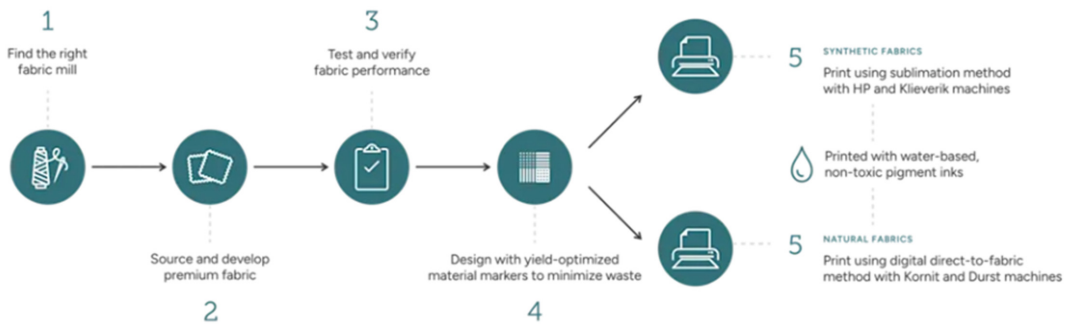 1
Find the right
fabric mill
Source and develop
premium fabric
2
3
Test and verify
fabric performance
Design with yield-optimized
material markers to minimize waste
4
5
SYNTHETIC FABRICS
Print using sublimation method
with HP and Klieverik machines
Printed with water-based,
non-toxic pigment inks
5
NATURAL FABRICS
Print using digital direct-to-fabric
method with Kornit and Durst machines